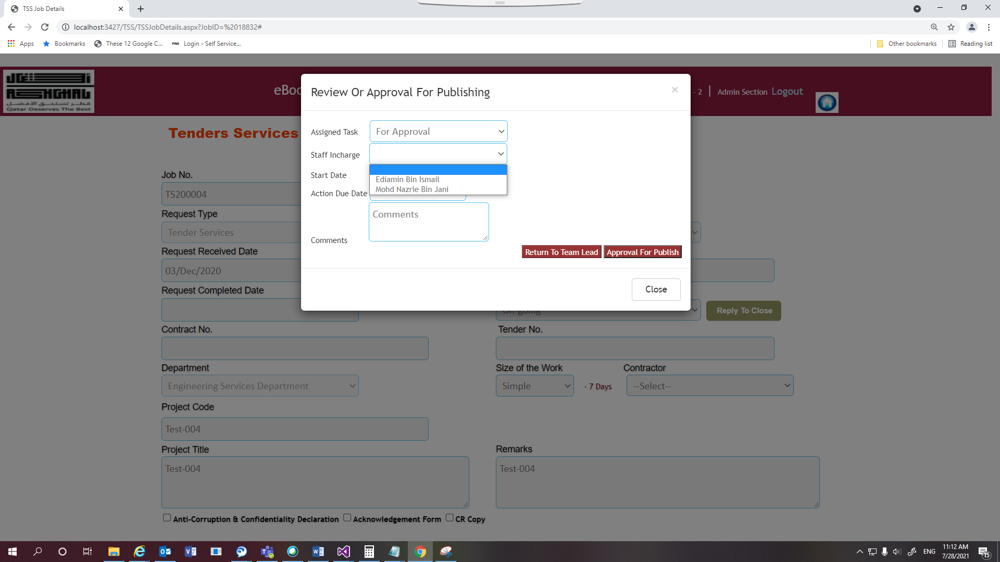 TSS Job Details
localhost:3427/TSS/TSSJobDetails.aspx?JobID=%2018832#
Apps
Bookmarks
These 12 Google C...
PWA
Login - Self Service...
Other bookmarks
Reading list
أشغال
ASHGHAL
قطر تستحق الأفضل
Qatar Deserves The Best
eBoo
- 2 | Admin Section Logout
Tenders Services
Review Or Approval For Publishing
×
Assigned Task
For Approval
Staff Incharge
Ediamin Bin Ismail
Mohd Nazrie Bin Jani
Start Date
Action Due Date
Comments
Comments
Return To Team Lead
Approval For Publish
Close
Job No.
TS200004
Request Type
Tender Services
Request Received Date
03/Dec/2020
Request Completed Date
On-going
Reply To Close
Contract No.
Tender No.
Department
Size of the Work
Contractor
Engineering Services Department
Simple
- 7 Days
--Select--
Project Code
Test-004
Project Title
Remarks
Test-004
Test-004
Anti-Corruption & Confidentiality Declaration
Acknowledgement Form
CR Copy
ENG
11:12 AM
7/28/2021
15